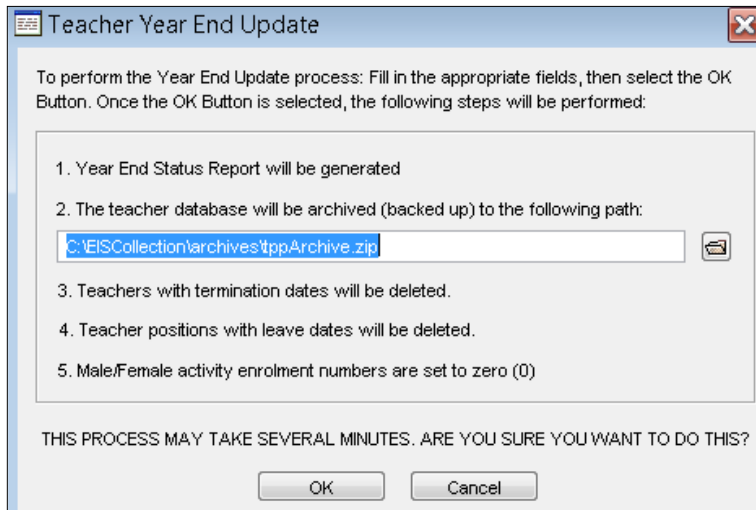 Teacher Year End Update
To perform the Year End Update process: Fill in the appropriate fields, then select the OK
Button. Once the OK Button is selected, the following steps will be performed:
1. Year End Status Report will be generated
2. The teacher database will be archived (backed up) to the following path:
C:\EISCollection\archives\tppArchive.zip
3. Teachers with termination dates will be deleted.
4. Teacher positions with leave dates will be deleted.
5. Male/Female activity enrolment numbers are set to zero (0)
THIS PROCESS MAY TAKE SEVERAL MINUTES. ARE YOU SURE YOU WANT TO DO THIS?
OK Cancel